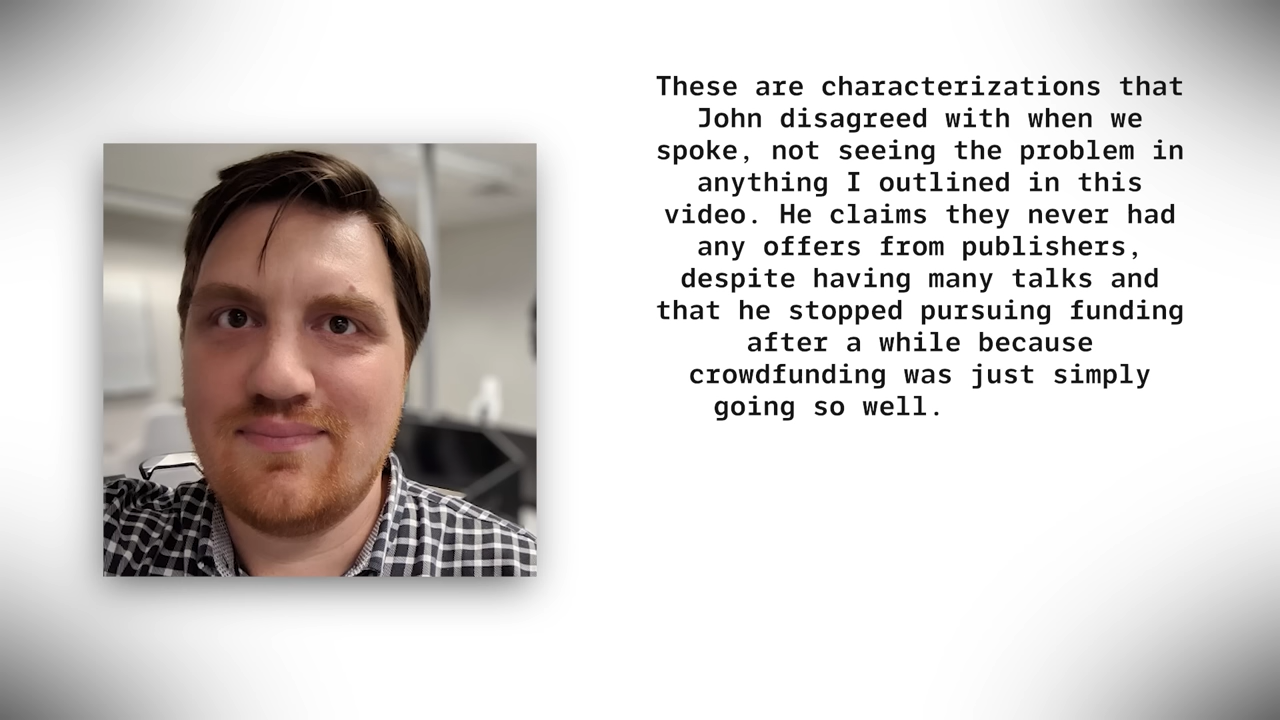 These are characterizations that
John disagreed with when we
spoke, not seeing the problem in
anything I outlined in this
video. He claims they never had
any offers from publishers,
despite having many talks and
that he stopped pursuing funding
after a while because
crowdfunding was just simply
going so well.